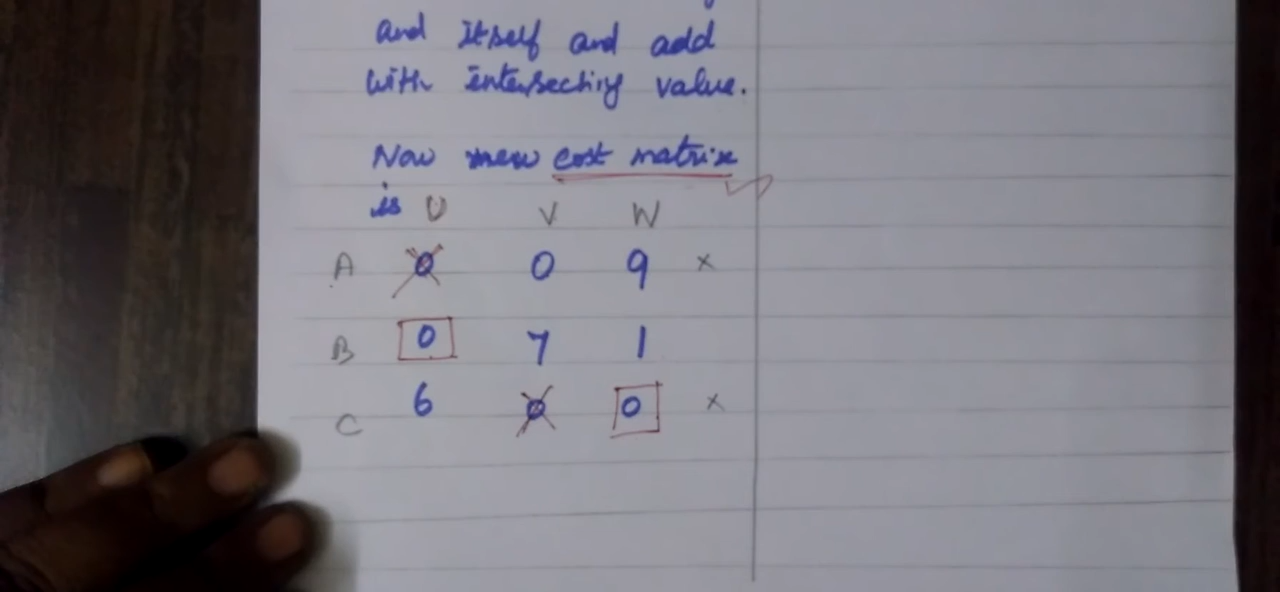 and itself and add
with intersecting value.
Now new cost matrix
is U V W
A 0 0 9 ×
B 0 7 1
C 6 0 0 ×